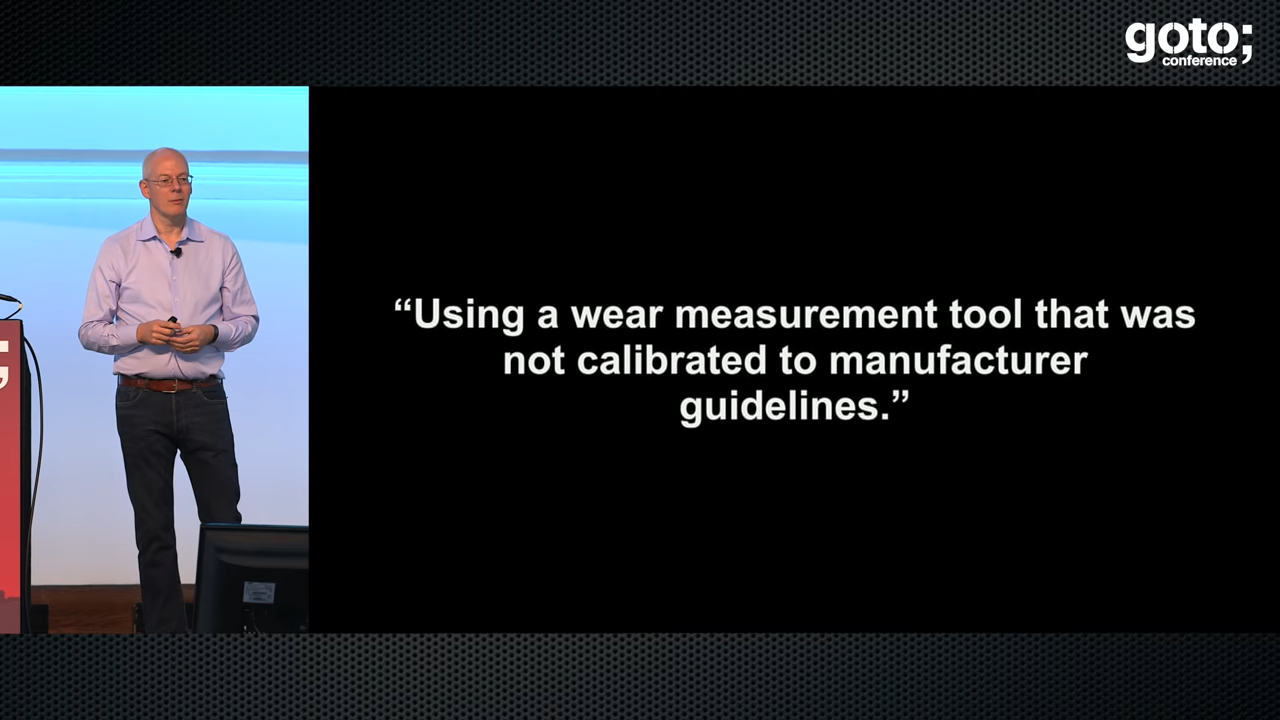 goto;
conference
“Using a wear measurement tool that was
not calibrated to manufacturer
guidelines.”